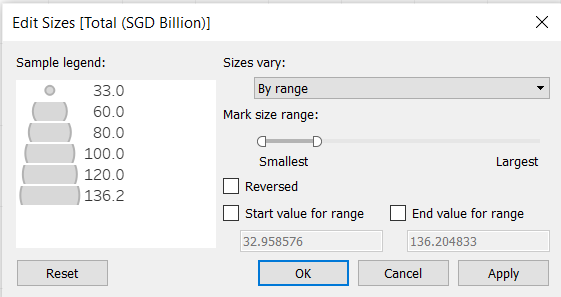 Edit Sizes [Total (SGD Billion)]
Sample legend:
33.0
60.0
80.0
100.0
120.0
136.2
Sizes vary:
By range
Mark size range:
Smallest Largest
Reversed
Start value for range End value for range
32.958576 136.204833
Reset OK Cancel Apply